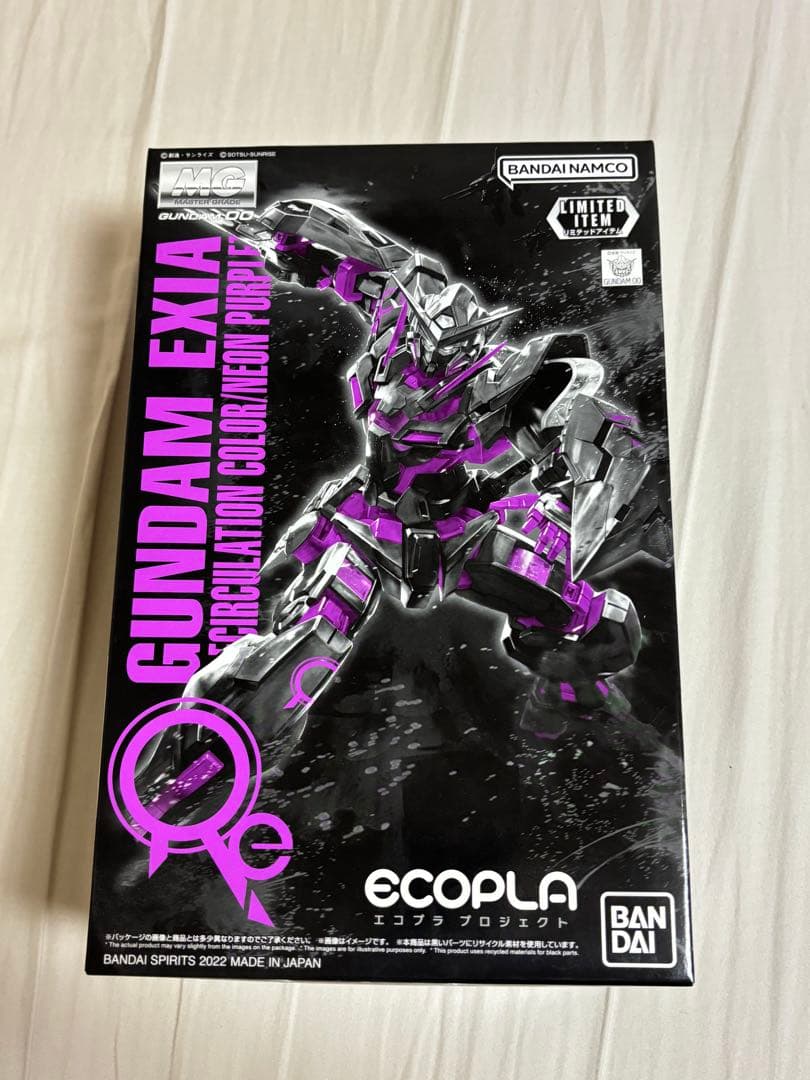 ©創通・サンライズ ©SOTSU・SUNRISE
MG
MASTER GRADE
GUNDAM 00
BANDAI NAMCO
LIMITED
ITEM
リミテッドアイテム
GUNDAM 00
GUNDAM EXIA
RECIRCULATION COLOR/NEON PURPLE
Re
ECOPLA
エコプラ プロジェクト
※パッケージの画像と商品とは多少異なりますのでご了承ください。 ※画像はイメージです。 ※本商品は黒いパーツにリサイクル素材を使用しています。
* The actual product may vary slightly from the images on the package. * The images are for illustrative purposes only. * This product uses recycled materials for black parts.
BANDAI SPIRITS 2022 MADE IN JAPAN
BAN
DAI